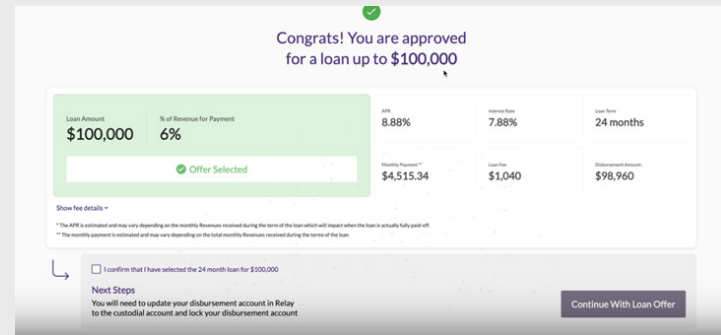 Congrats! You are approved
for a loan up to $100,000
Loan Amount
$100,000
% of Revenue for Payment
6%
Offer Selected
APR
8.88%
Interest Rate
7.88%
Loan Term
24 months
Monthly Payment **
$4,515.34
Loan Fee
$1,040
Disbursement Amount
$98,960
Show fee details
* The APR is estimated and may vary depending on the monthly Revenues received during the term of the loan which will impact when the loan is actually fully paid off.
** The monthly payment is estimated and may vary depending on the total monthly Revenues received during the terms of the loan
I confirm that I have selected the 24 month loan for $100,000
Next Steps
You will need to update your disbursement account in Relay
to the custodial account and lock your disbursement account
Continue With Loan Offer